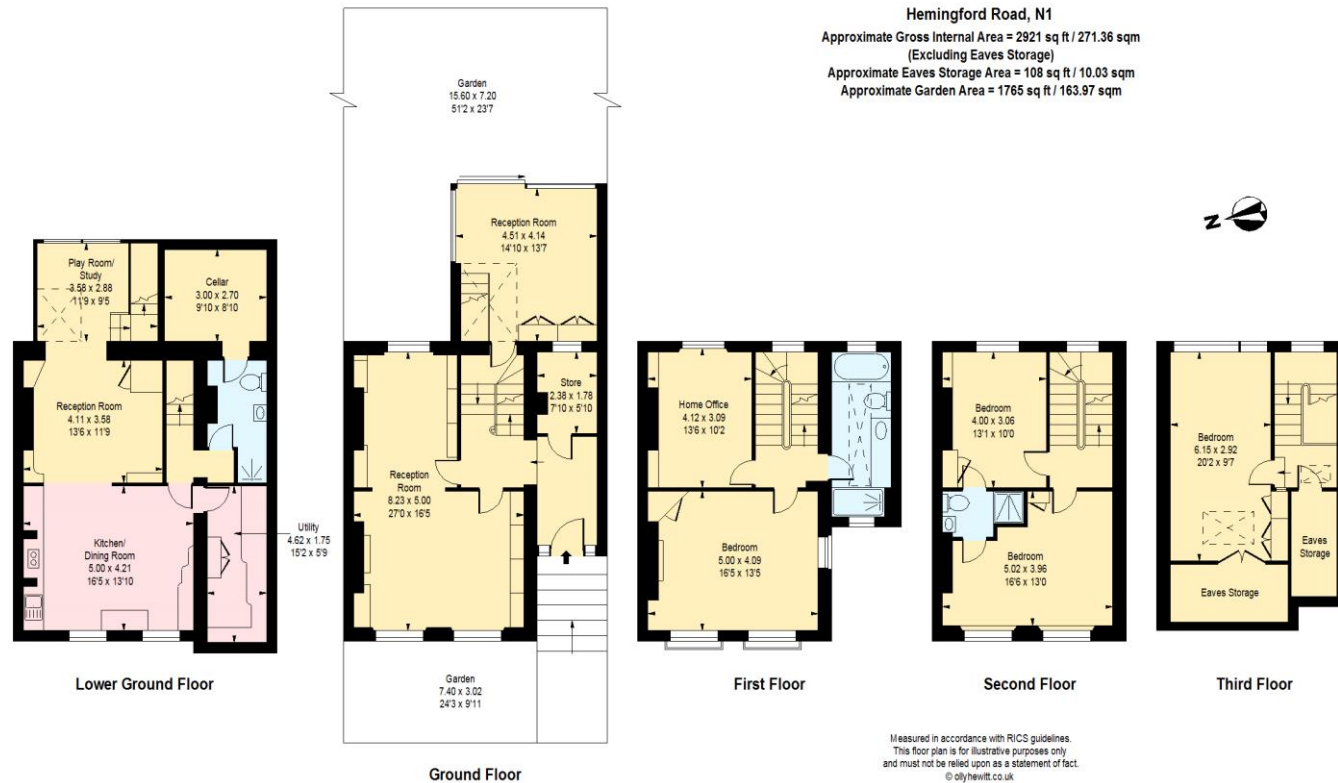 Hemingford Road, N1
Approximate Gross Internal Area = 2921 sq ft / 271.36 sqm
(Excluding Eaves Storage)
Approximate Eaves Storage Area = 108 sq ft / 10.03 sqm
Approximate Garden Area = 1765 sq ft / 163.97 sqm
N
Play Room/
Study
3.58 x 2.88
11'9 x 9'5
Cellar
3.00 x 2.70
9'10 x 8'10
Reception Room
4.11 x 3.58
13'6 x 11'9
Kitchen/
Dining Room
5.00 x 4.21
16'5 x 13'10
Utility
4.62 x 1.75
15'2 x 5'9
Lower Ground Floor
Garden
15.60 x 7.20
51'2 x 23'7
Reception Room
4.51 x 4.14
14'10 x 13'7
Store
2.38 x 1.78
7'10 x 5'10
Reception
Room
8.23 x 5.00
27'0 x 16'5
Garden
7.40 x 3.02
24'3 x 9'11
Ground Floor
Home Office
4.12 x 3.09
13'6 x 10'2
Bedroom
5.00 x 4.09
16'5 x 13'5
First Floor
Bedroom
4.00 x 3.06
13'1 x 10'0
Bedroom
5.02 x 3.96
16'6 x 13'0
Second Floor
Bedroom
6.15 x 2.92
20'2 x 9'7
Eaves
Storage
Eaves Storage
Third Floor
Measured in accordance with RICS guidelines.
This floor plan is for illustrative purposes only
and must not be relied upon as a statement of fact.
© ollyhewitt.co.uk